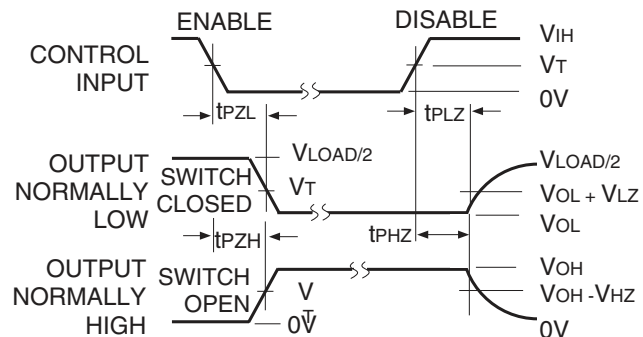 ENABLE
DISABLE
CONTROL
INPUT
VIH
VT
0V
tPZL
tPLZ
OUTPUT
NORMALLY
LOW
SWITCH
CLOSED
VLOAD/2
VT
VLOAD/2
VOL + VLZ
VOL
tPZH
tPHZ
OUTPUT
NORMALLY
HIGH
SWITCH
OPEN
V
T
0V
VOH
VOH -VHZ
0V